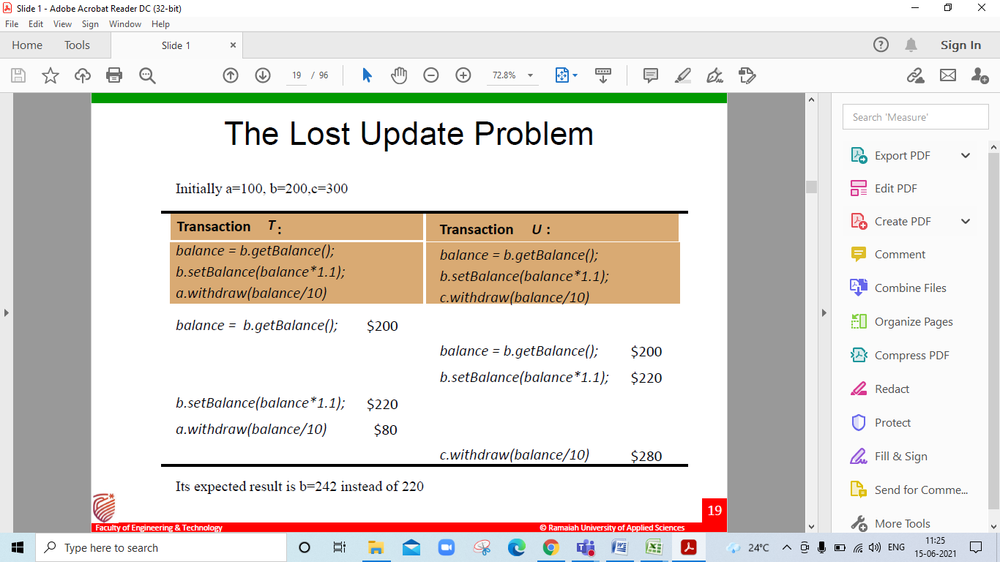 Slide 1 - Adobe Acrobat Reader DC (32-bit)
File Edit View Sign Window Help
Home Tools Slide 1 × ? Sign In
19 / 96 72.8%
The Lost Update Problem
Initially a=100, b=200,c=300
Transaction T:
balance = b.getBalance();
b.setBalance(balance*1.1);
a.withdraw(balance/10)
Transaction U :
balance = b.getBalance();
b.setBalance(balance*1.1);
c.withdraw(balance/10)
balance = b.getBalance(); $200
balance = b.getBalance(); $200
b.setBalance(balance*1.1); $220
b.setBalance(balance*1.1); $220
a.withdraw(balance/10) $80
c.withdraw(balance/10) $280
Its expected result is b=242 instead of 220
19
Faculty of Engineering & Technology © Ramaiah University of Applied Sciences
Search 'Measure'
Export PDF
Edit PDF
Create PDF
Comment
Combine Files
Organize Pages
Compress PDF
Redact
Protect
Fill & Sign
Send for Comme...
More Tools
Type here to search
24°C ENG 11:25
15-06-2021